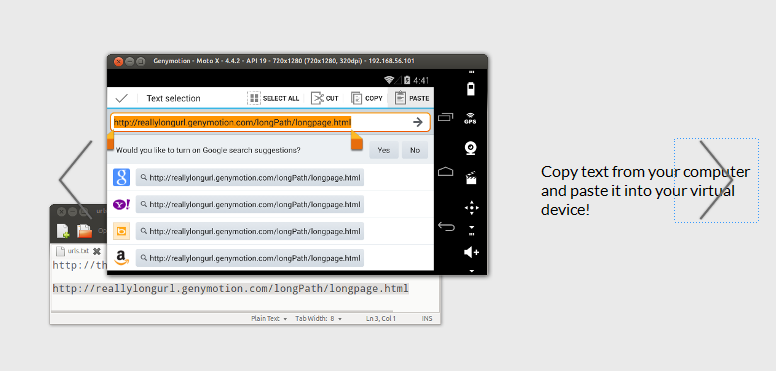 Genymotion - Moto X - 4.4.2 - API 19 - 720x1280 (720x1280, 320dpi) - 192.168.56.101
4:41
Text selection SELECT ALL CUT COPY PASTE
http://reallylongurl.genymotion.com/longPath/longpage.html
GPS
Would you like to turn on Google search suggestions? Yes No
8 http://reallylongurl.genymotion.com/longPath/longpage.html
Y! http://reallylongurl.genymotion.com/longPath/longpage.html
http://reallylongurl.genymotion.com/longPath/longpage.html
a http://reallylongurl.genymotion.com/longPath/longpage.html
Copy text from your computer
and paste it into your virtual
device!
urls.txt
http://th
http://reallylongurl.genymotion.com/longPath/longpage.html
Plain Text Tab Width: 8 Ln 3, Col 1 INS